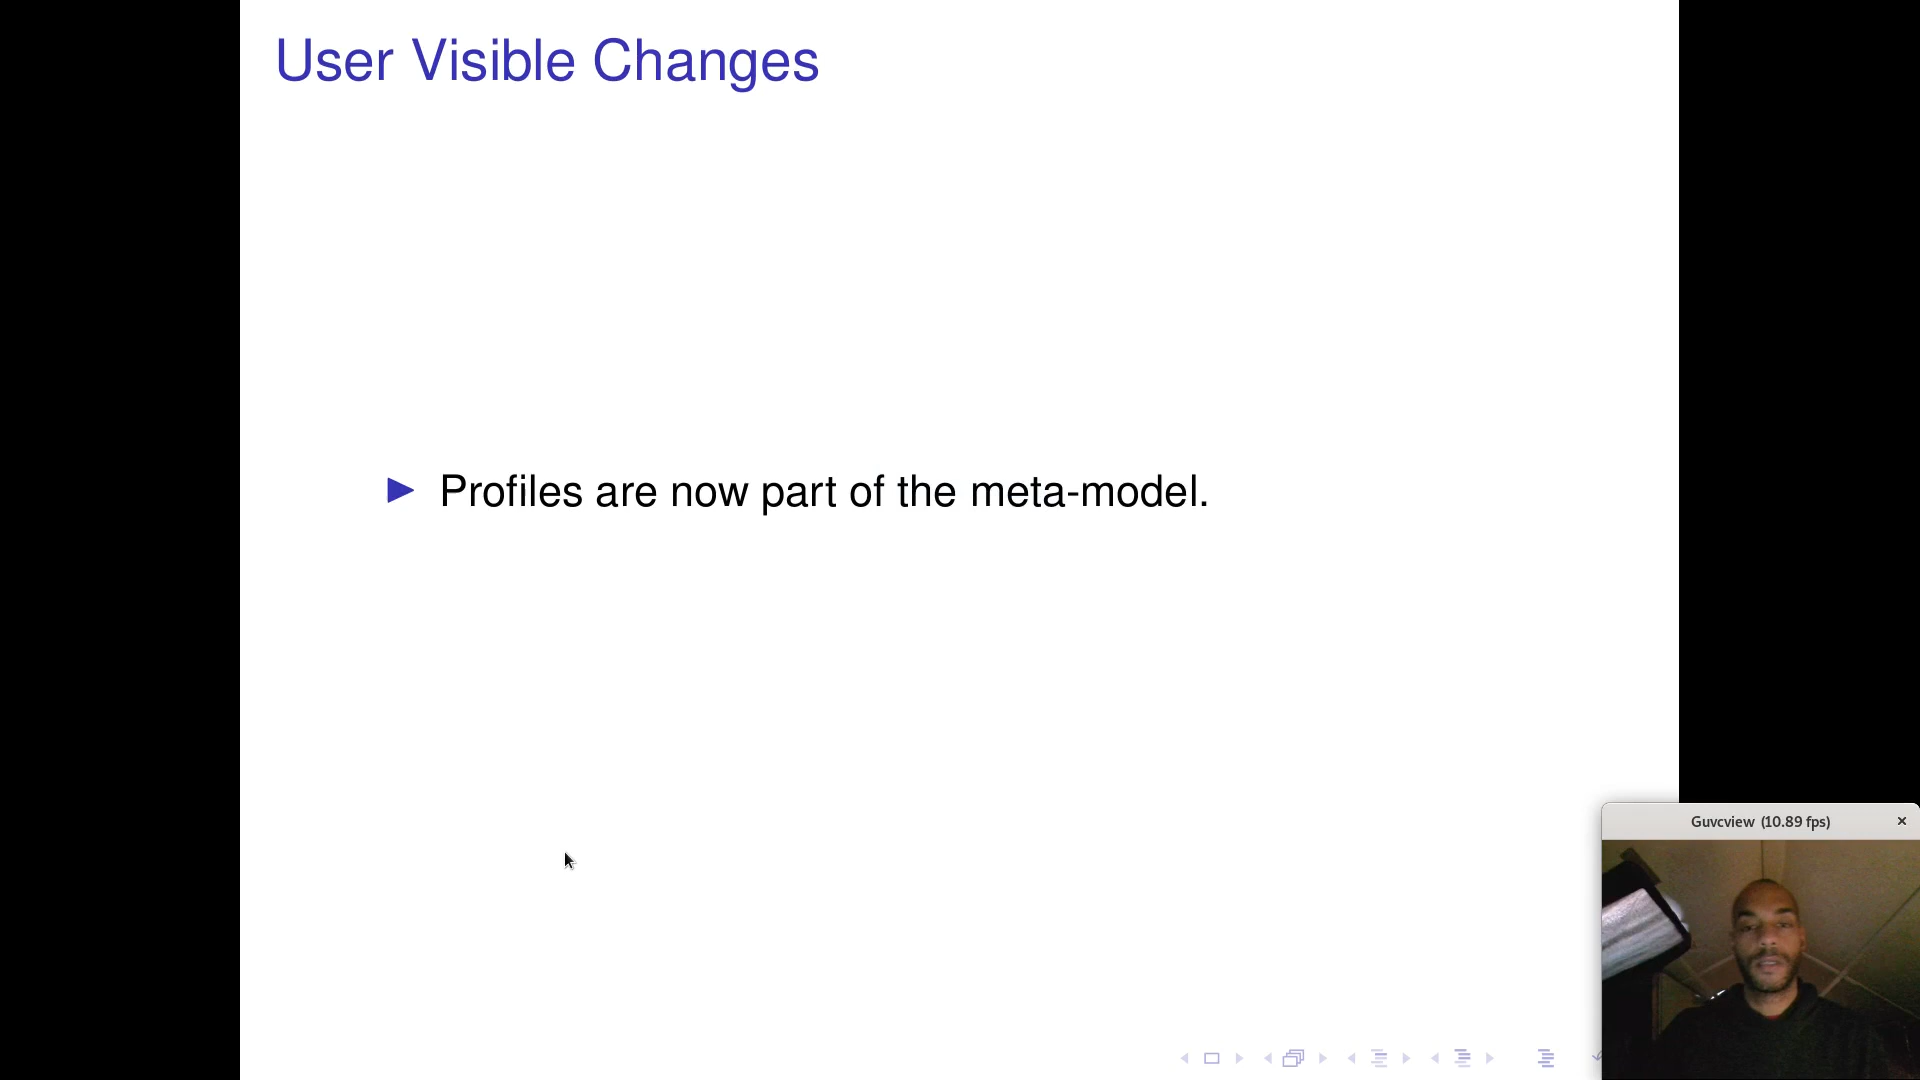 User Visible Changes
Profiles are now part of the meta-model.
Guvcview (10.89 fps)